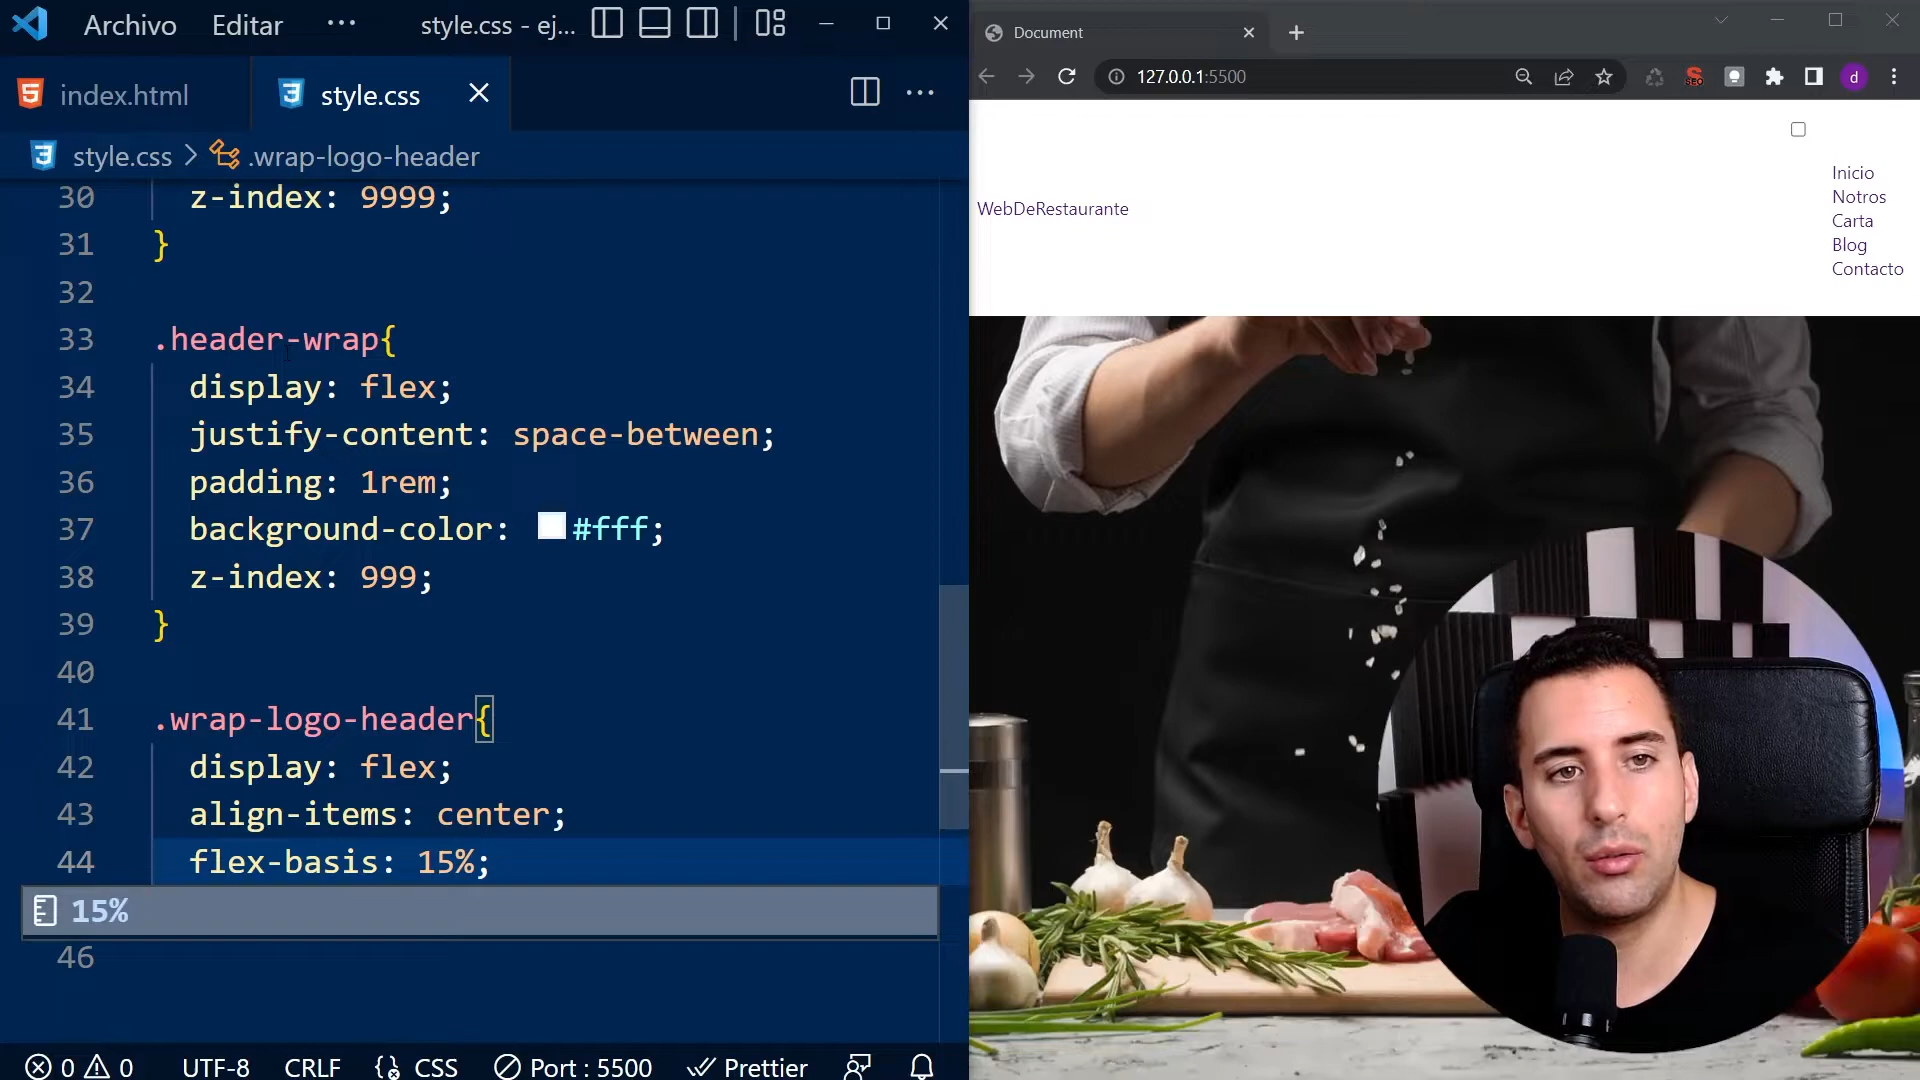 Archivo Editar ··· style.css - ej...
index.html style.css
style.css > .wrap-logo-header
30 z-index: 9999;
31 }
32
33 .header-wrap{
34 display: flex;
35 justify-content: space-between;
36 padding: 1rem;
37 background-color: #fff;
38 z-index: 999;
39 }
40
41 .wrap-logo-header{
42 display: flex;
43 align-items: center;
44 flex-basis: 15%;
15%
46
0 0 UTF-8 CRLF CSS Port : 5500 Prettier
Document
127.0.0.1:5500 SEO d
WebDeRestaurante
Inicio
Notros
Carta
Blog
Contacto